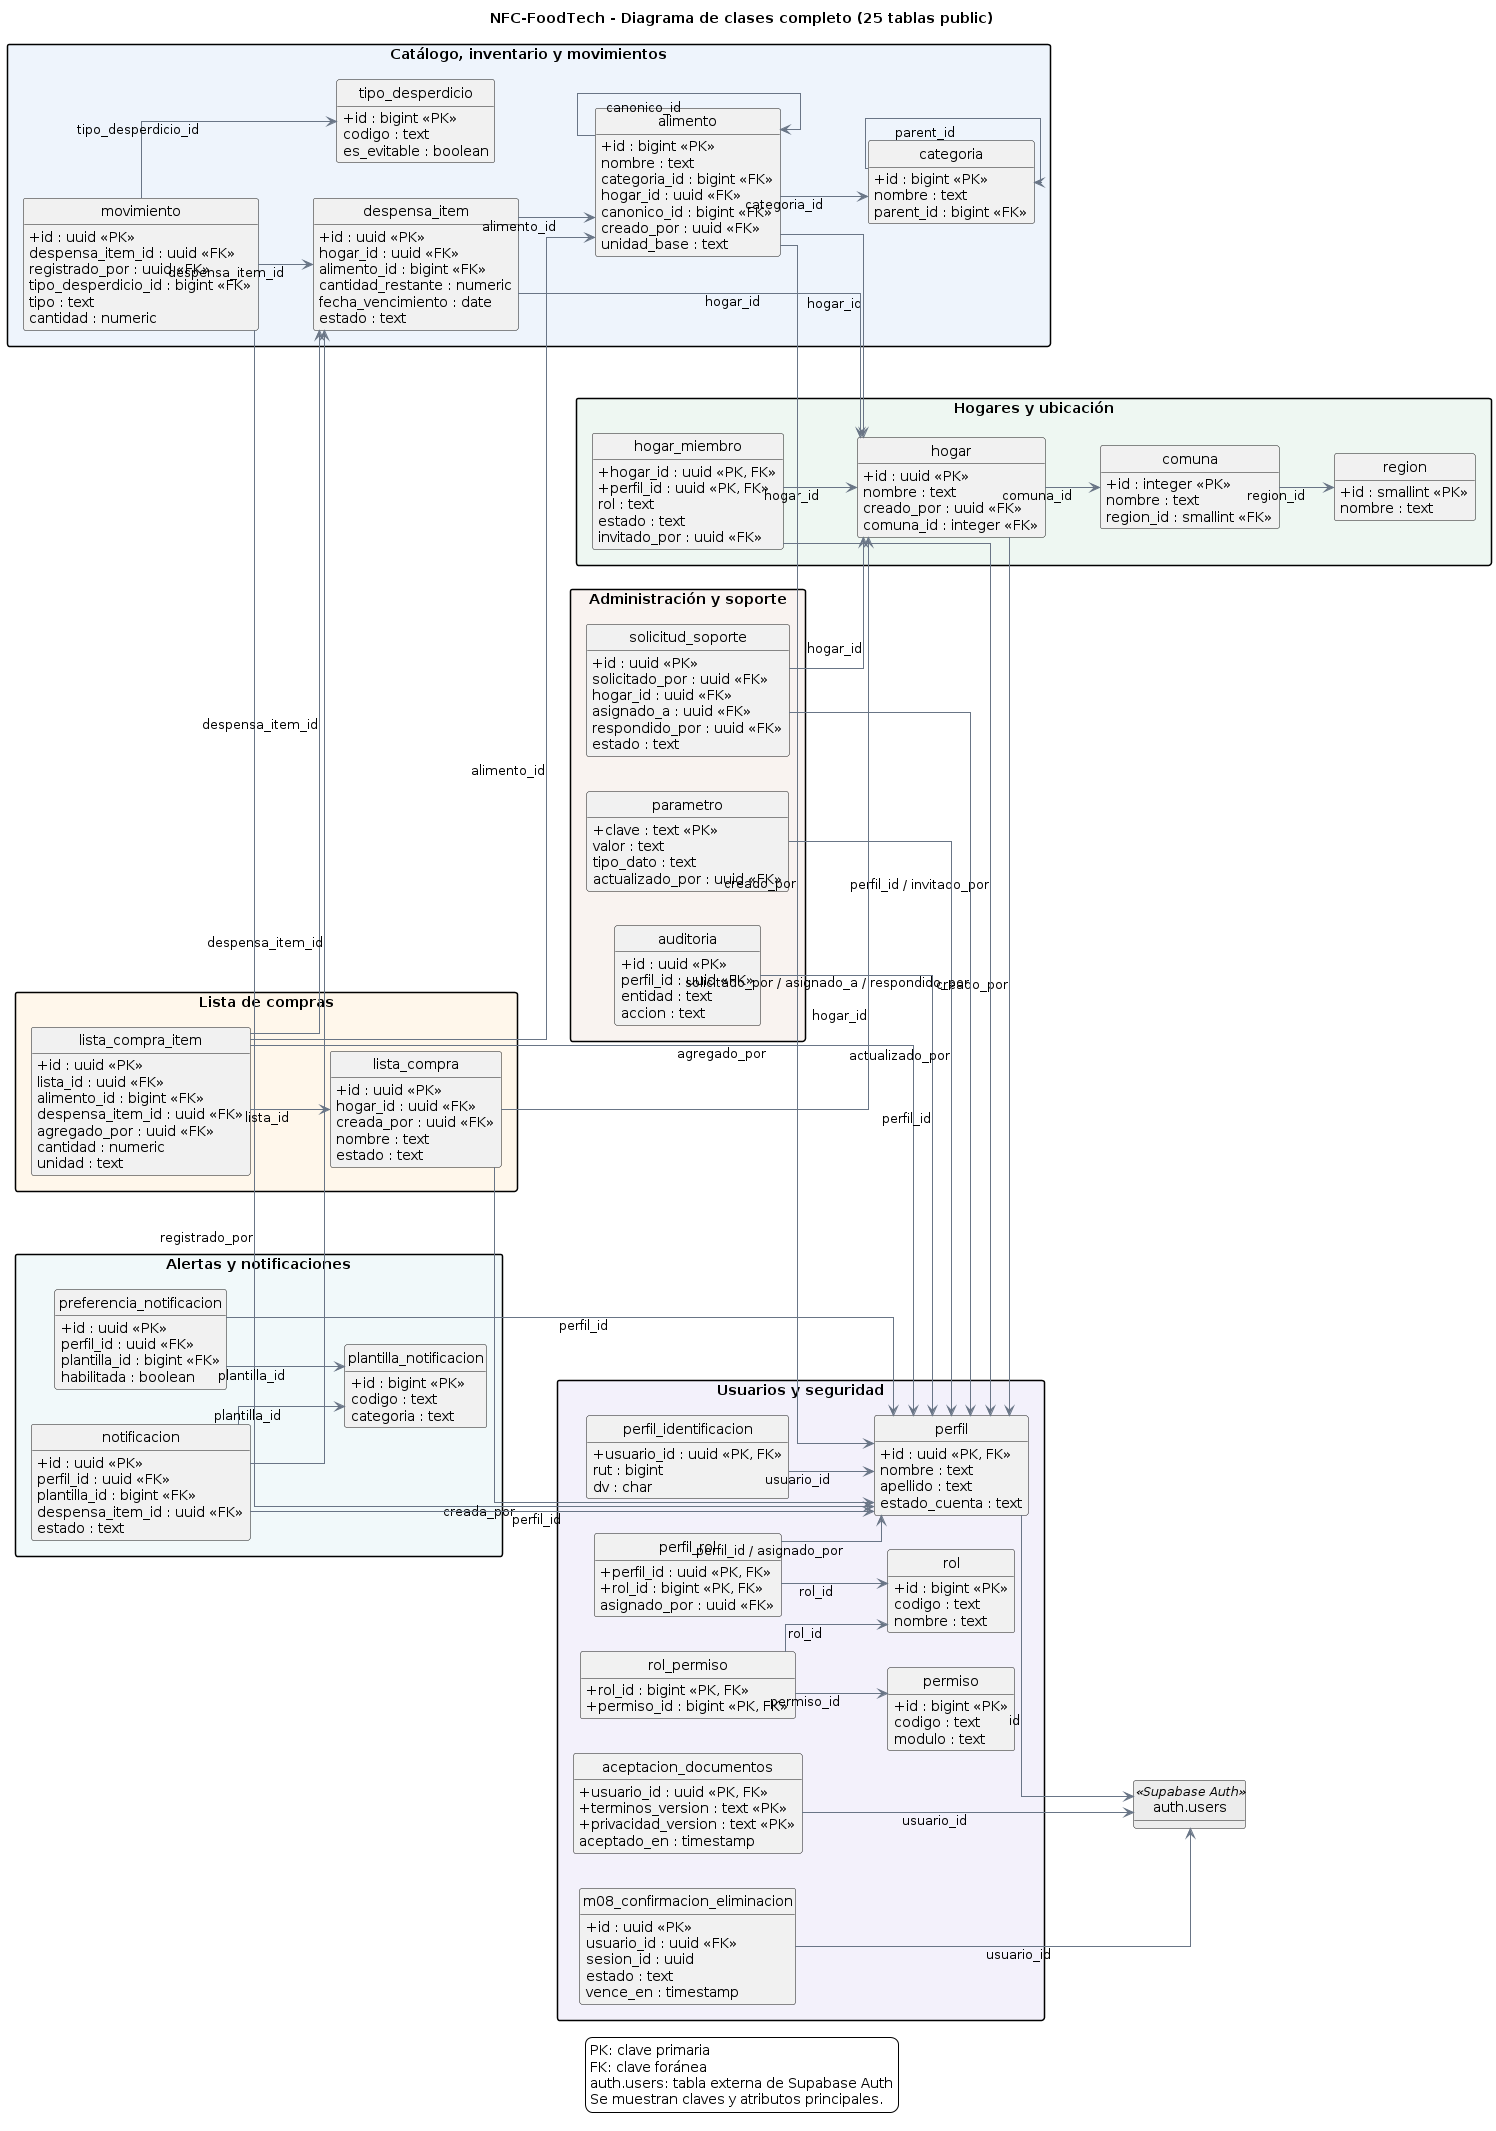 NFC-FoodTech - Diagrama de clases completo (25 tablas public)
Catálogo, inventario y movimientos
tipo_desperdicio
+id : bigint «PK»
codigo : text
es_evitable : boolean
tipo_desperdicio_id
canonico_id
alimento
+id : bigint «PK»
nombre : text
categoria_id : bigint «FK»
hogar_id : uuid «FK»
canonico_id : bigint «FK»
creado_por : uuid «FK»
unidad_base : text
parent_id
categoria
+id : bigint «PK»
nombre : text
parent_id : bigint «FK»
categoria_id
movimiento
+id : uuid «PK»
despensa_item_id : uuid «FK»
registrado_por : uuid «FK»
tipo_desperdicio_id : bigint «FK»
tipo : text
cantidad : numeric
despensa_item_id
despensa_item
+id : uuid «PK»
hogar_id : uuid «FK»
alimento_id : bigint «FK»
cantidad_restante : numeric
fecha_vencimiento : date
estado : text
alimento_id
hogar_id
hogar_id
Hogares y ubicación
hogar_miembro
+hogar_id : uuid «PK, FK»
+perfil_id : uuid «PK, FK»
rol : text
estado : text
invitado_por : uuid «FK»
hogar_id
hogar
+id : uuid «PK»
nombre : text
creado_por : uuid «FK»
comuna_id : integer «FK»
comuna_id
comuna
+id : integer «PK»
nombre : text
region_id : smallint «FK»
region_id
region
+id : smallint «PK»
nombre : text
Administración y soporte
solicitud_soporte
+id : uuid «PK»
solicitado_por : uuid «FK»
hogar_id : uuid «FK»
asignado_a : uuid «FK»
respondido_por : uuid «FK»
estado : text
hogar_id
despensa_item_id
alimento_id
parametro
+clave : text «PK»
valor : text
tipo_dato : text
actualizado_por : uuid «FK»
creado_por
perfil_id / invitado_por
despensa_item_id
auditoria
+id : uuid «PK»
perfil_id : uuid «FK»
entidad : text
accion : text
solicitado_por / asignado_a / respondido_por
creado_por
hogar_id
agregado_por
actualizado_por
perfil_id
Lista de compras
lista_compra_item
+id : uuid «PK»
lista_id : uuid «FK»
alimento_id : bigint «FK»
despensa_item_id : uuid «FK»
agregado_por : uuid «FK»
cantidad : numeric
unidad : text
lista_id
lista_compra
+id : uuid «PK»
hogar_id : uuid «FK»
creada_por : uuid «FK»
nombre : text
estado : text
registrado_por
Alertas y notificaciones
preferencia_notificacion
+id : uuid «PK»
perfil_id : uuid «FK»
plantilla_id : bigint «FK»
habilitada : boolean
perfil_id
plantilla_id
plantilla_notificacion
+id : bigint «PK»
codigo : text
categoria : text
plantilla_id
notificacion
+id : uuid «PK»
perfil_id : uuid «FK»
plantilla_id : bigint «FK»
despensa_item_id : uuid «FK»
estado : text
creada_por
perfil_id
Usuarios y seguridad
perfil_identificacion
+usuario_id : uuid «PK, FK»
rut : bigint
dv : char
usuario_id
perfil
+id : uuid «PK, FK»
nombre : text
apellido : text
estado_cuenta : text
perfil_rol
+perfil_id : uuid «PK, FK»
+rol_id : bigint «PK, FK»
asignado_por : uuid «FK»
perfil_id / asignado_por
rol_id
rol
+id : bigint «PK»
codigo : text
nombre : text
rol_id
rol_permiso
+rol_id : bigint «PK, FK»
+permiso_id : bigint «PK, FK»
permiso_id
permiso
+id : bigint «PK»
codigo : text
modulo : text
id
aceptacion_documentos
+usuario_id : uuid «PK, FK»
+terminos_version : text «PK»
+privacidad_version : text «PK»
aceptado_en : timestamp
usuario_id
«Supabase Auth»
auth.users
m08_confirmacion_eliminacion
+id : uuid «PK»
usuario_id : uuid «FK»
sesion_id : uuid
estado : text
vence_en : timestamp
usuario_id
PK: clave primaria
FK: clave foránea
auth.users: tabla externa de Supabase Auth
Se muestran claves y atributos principales.